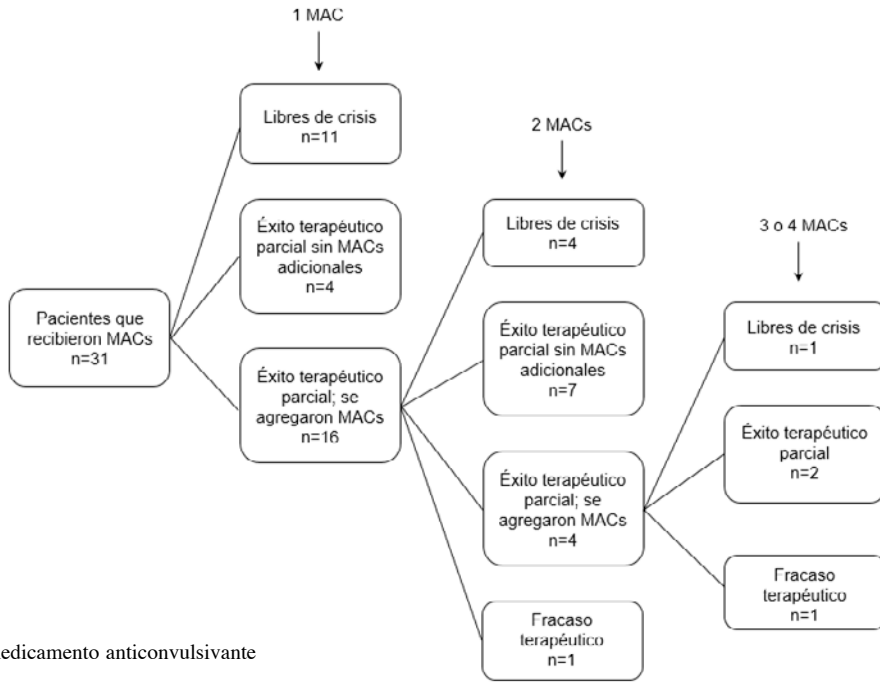 1 MAC
Libres de crisis
n=11
Éxito terapéutico
parcial sin MACs
adicionales
n=4
Pacientes que
recibieron MACs
n=31
Éxito terapéutico
parcial; se
agregaron MACs
n=16
2 MACs
Libres de crisis
n=4
Éxito terapéutico
parcial sin MACs
adicionales
n=7
Éxito terapéutico
parcial; se
agregaron MACs
n=4
Fracaso
terapéutico
n=1
3 o 4 MACs
Libres de crisis
n=1
Éxito terapéutico
parcial
n=2
Fracaso
terapéutico
n=1
edicamento anticonvulsivante